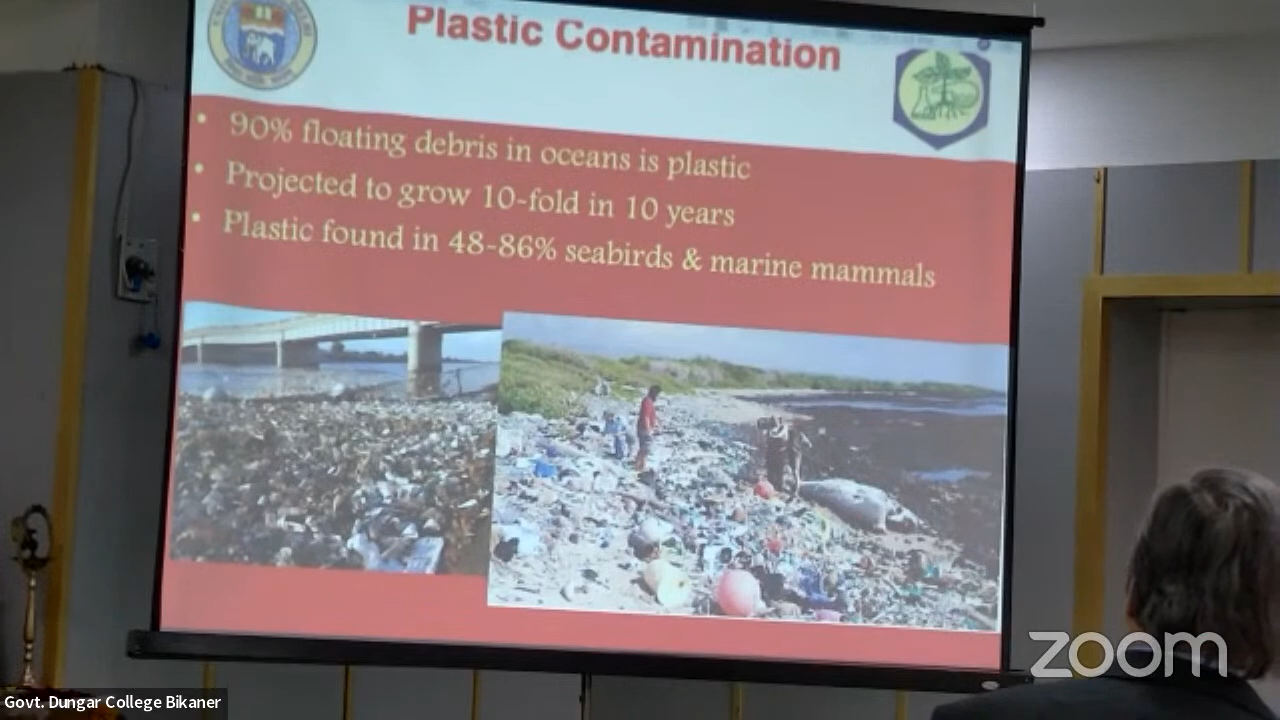 Plastic Contamination
• 90% floating debris in oceans is plastic
• Projected to grow 10-fold in 10 years
• Plastic found in 48-86% seabirds & marine mammals
zoom
Govt. Dungar College Bikaner